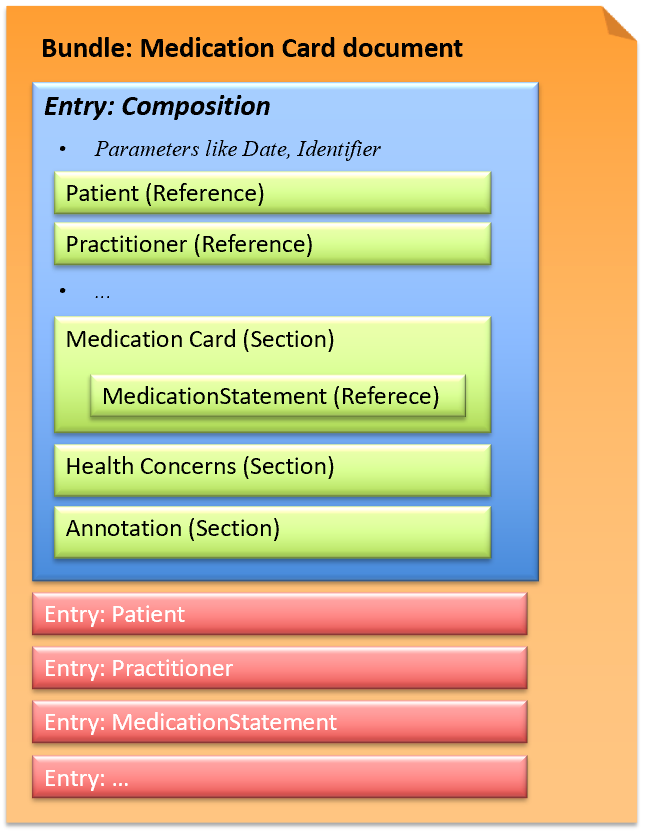 Bundle: Medication Card document
Entry: Composition
• Parameters like Date, Identifier
Patient (Reference)
Practitioner (Reference)
• ...
Medication Card (Section)
MedicationStatement (Referece)
Health Concerns (Section)
Annotation (Section)
Entry: Patient
Entry: Practitioner
Entry: MedicationStatement
Entry: ...